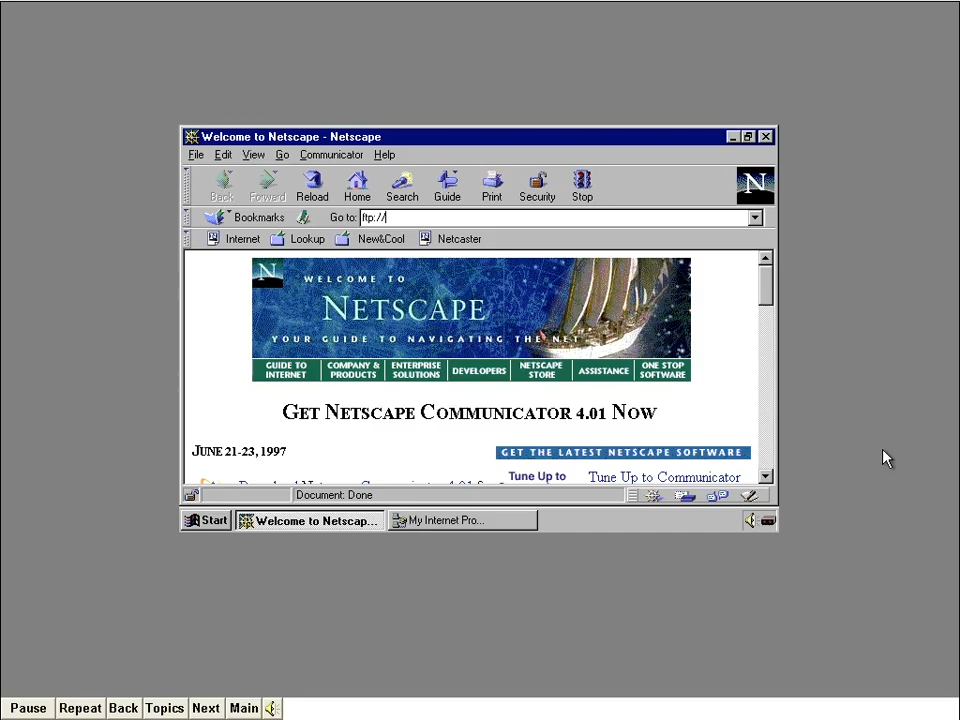 Welcome to Netscape - Netscape
File Edit View Go Communicator Help
Back Forward Reload Home Search Guide Print Security Stop
N
Bookmarks Go to: ftp://
Internet Lookup New&Cool Netcaster
N
WELCOME TO
NETSCAPE
YOUR GUIDE TO NAVIGATING THE NET
GUIDE TO INTERNET COMPANY & PRODUCTS ENTERPRISE SOLUTIONS DEVELOPERS NETSCAPE STORE ASSISTANCE ONE STOP SOFTWARE
GET NETSCAPE COMMUNICATOR 4.01 NOW
JUNE 21-23, 1997
GET THE LATEST NETSCAPE SOFTWARE
Tune Up to Tune Up to Communicator
Document: Done
Start Welcome to Netscap... My Internet Pro...
Pause Repeat Back Topics Next Main